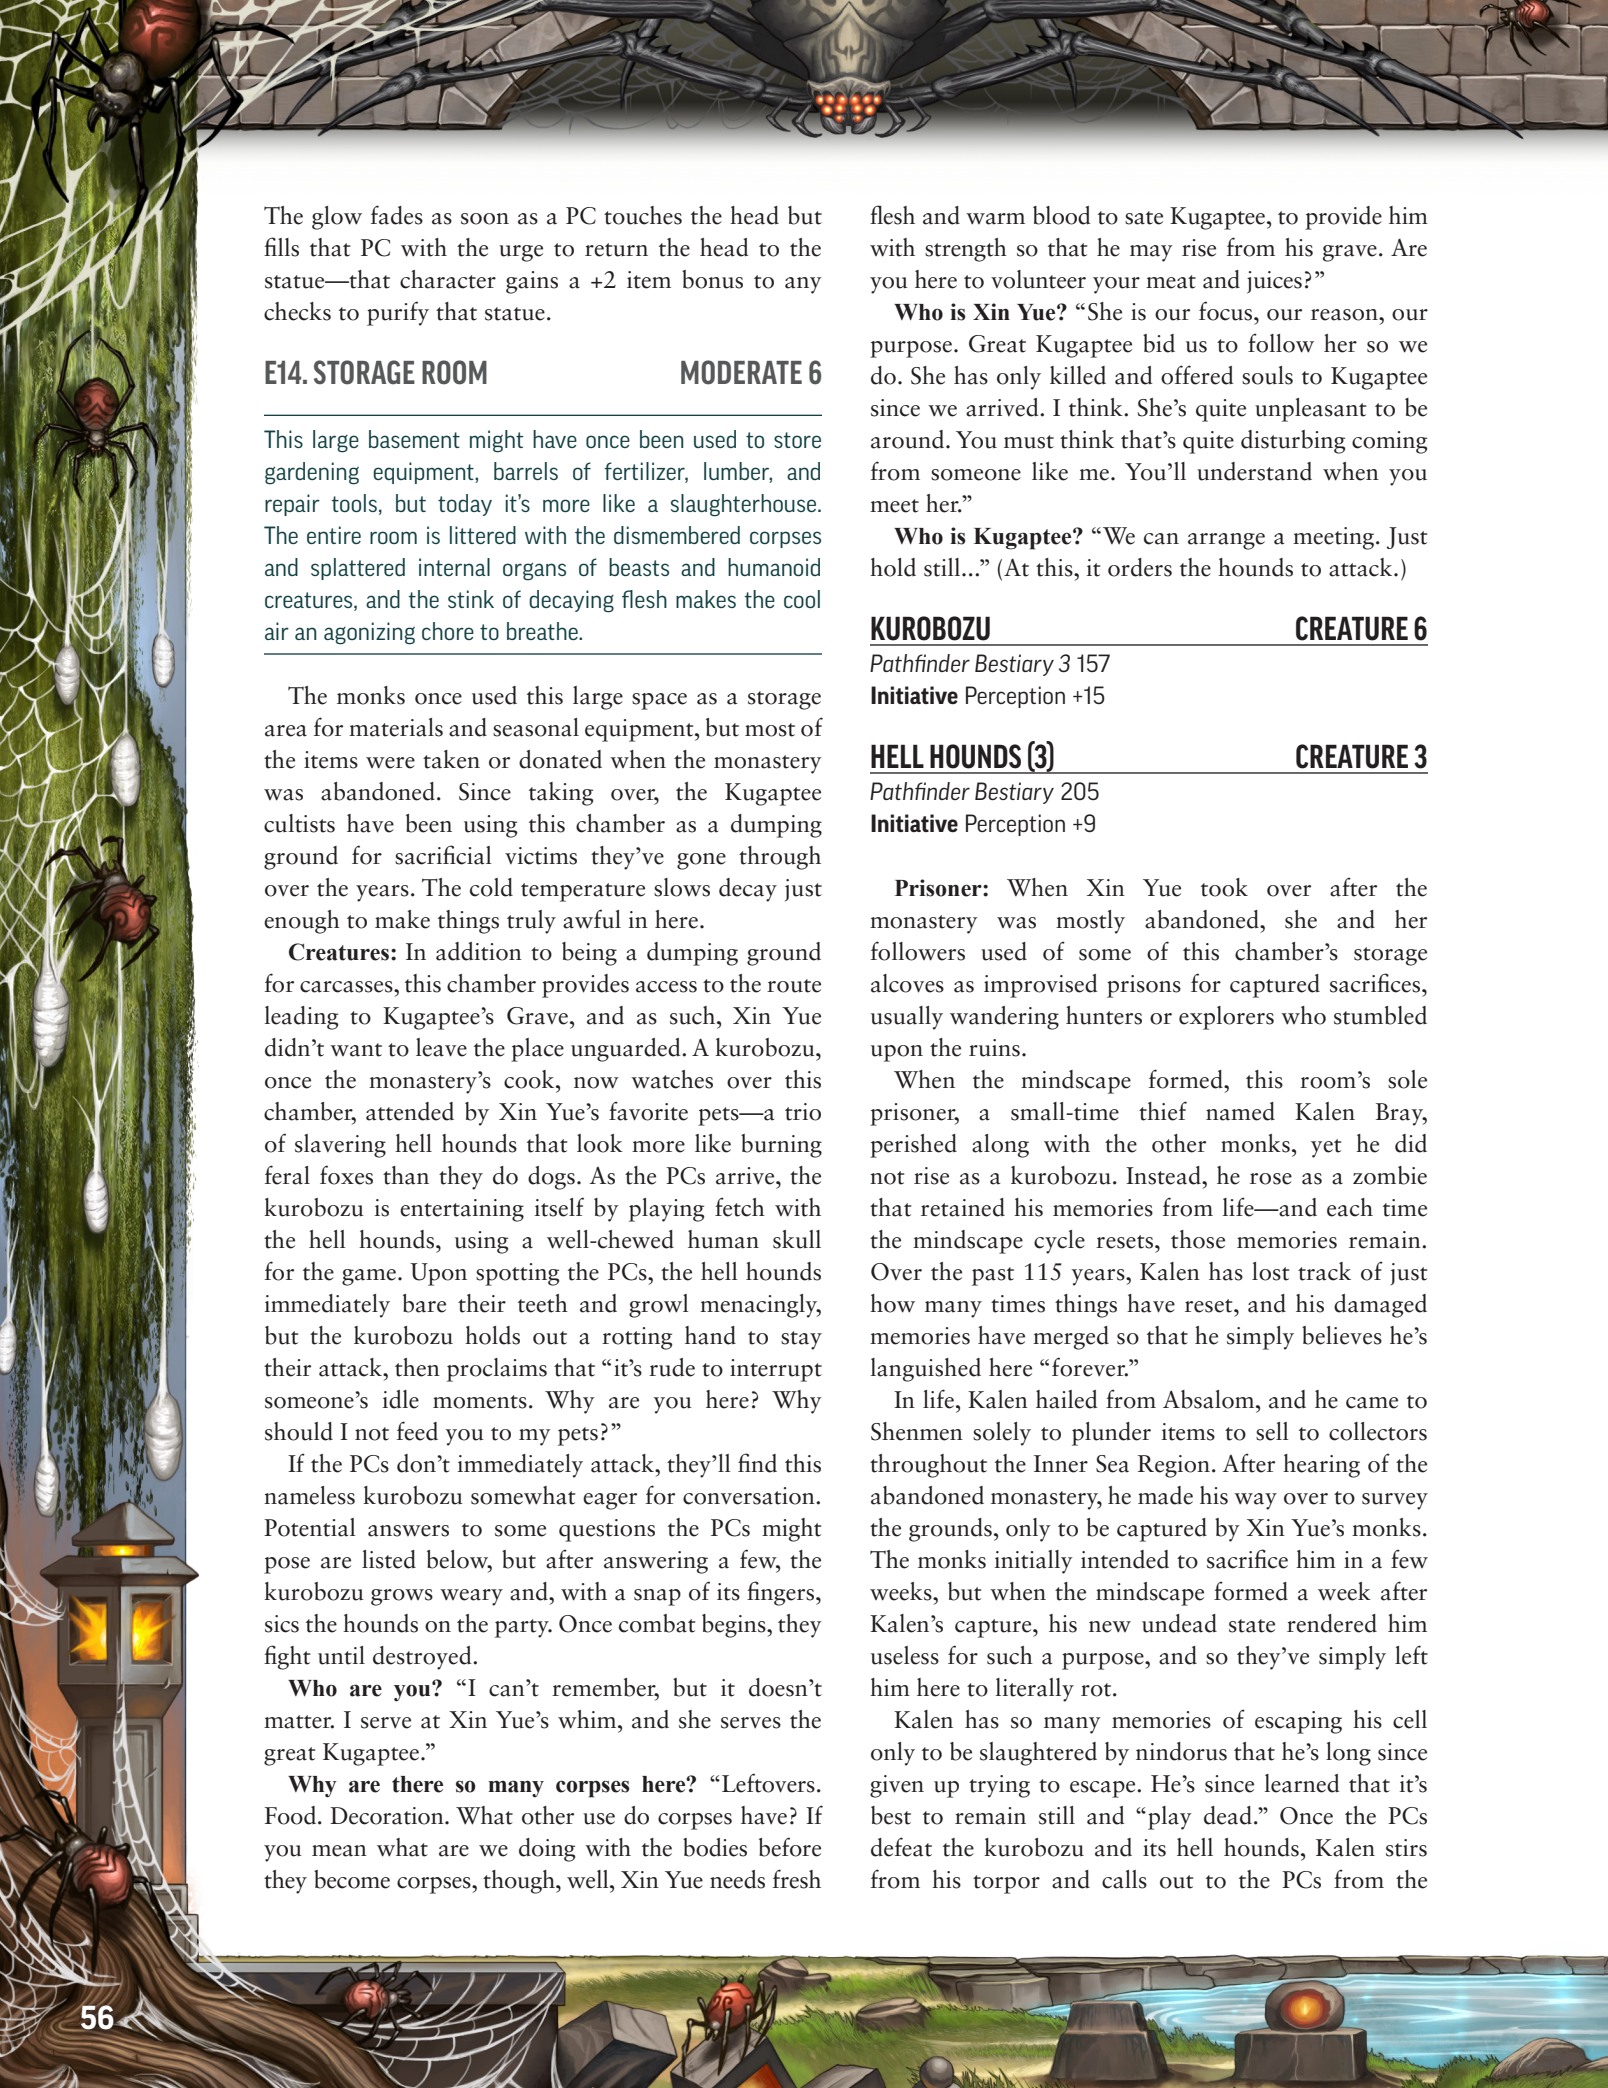 The glow fades as soon as a PC touches the head but
fills that PC with the urge to return the head to the
statue—that character gains a +2 item bonus to any
checks to purify that statue.
E14. STORAGE ROOM MODERATE 6
This large basement might have once been used to store
gardening equipment, barrels of fertilizer, lumber, and
repair tools, but today it’s more like a slaughterhouse.
The entire room is littered with the dismembered corpses
and splattered internal organs of beasts and humanoid
creatures, and the stink of decaying flesh makes the cool
air an agonizing chore to breathe.
The monks once used this large space as a storage
area for materials and seasonal equipment, but most of
the items were taken or donated when the monastery
was abandoned. Since taking over, the Kugaptee
cultists have been using this chamber as a dumping
ground for sacrificial victims they’ve gone through
over the years. The cold temperature slows decay just
enough to make things truly awful in here.
Creatures: In addition to being a dumping ground
for carcasses, this chamber provides access to the route
leading to Kugaptee’s Grave, and as such, Xin Yue
didn’t want to leave the place unguarded. A kurobozu,
once the monastery’s cook, now watches over this
chamber, attended by Xin Yue’s favorite pets—a trio
of slavering hell hounds that look more like burning
feral foxes than they do dogs. As the PCs arrive, the
kurobozu is entertaining itself by playing fetch with
the hell hounds, using a well-chewed human skull
for the game. Upon spotting the PCs, the hell hounds
immediately bare their teeth and growl menacingly,
but the kurobozu holds out a rotting hand to stay
their attack, then proclaims that “it’s rude to interrupt
someone’s idle moments. Why are you here? Why
should I not feed you to my pets?”
If the PCs don’t immediately attack, they’ll find this
nameless kurobozu somewhat eager for conversation.
Potential answers to some questions the PCs might
pose are listed below, but after answering a few, the
kurobozu grows weary and, with a snap of its fingers,
sics the hounds on the party. Once combat begins, they
fight until destroyed.
Who are you? “I can’t remember, but it doesn’t
matter. I serve at Xin Yue’s whim, and she serves the
great Kugaptee.”
Why are there so many corpses here? “Leftovers.
Food. Decoration. What other use do corpses have? If
you mean what are we doing with the bodies before
they become corpses, though, well, Xin Yue needs fresh
flesh and warm blood to sate Kugaptee, to provide him
with strength so that he may rise from his grave. Are
you here to volunteer your meat and juices?”
Who is Xin Yue? “She is our focus, our reason, our
purpose. Great Kugaptee bid us to follow her so we
do. She has only killed and offered souls to Kugaptee
since we arrived. I think. She’s quite unpleasant to be
around. You must think that’s quite disturbing coming
from someone like me. You’ll understand when you
meet her.”
Who is Kugaptee? “We can arrange a meeting. Just
hold still...” (At this, it orders the hounds to attack.)
KUROBOZU CREATURE 6
Pathfinder Bestiary 3 157
Initiative Perception +15
HELL HOUNDS (3) CREATURE 3
Pathfinder Bestiary 205
Initiative Perception +9
Prisoner: When Xin Yue took over after the
monastery was mostly abandoned, she and her
followers used of some of this chamber’s storage
alcoves as improvised prisons for captured sacrifices,
usually wandering hunters or explorers who stumbled
upon the ruins.
When the mindscape formed, this room’s sole
prisoner, a small-time thief named Kalen Bray,
perished along with the other monks, yet he did
not rise as a kurobozu. Instead, he rose as a zombie
that retained his memories from life—and each time
the mindscape cycle resets, those memories remain.
Over the past 115 years, Kalen has lost track of just
how many times things have reset, and his damaged
memories have merged so that he simply believes he’s
languished here “forever.”
In life, Kalen hailed from Absalom, and he came to
Shenmen solely to plunder items to sell to collectors
throughout the Inner Sea Region. After hearing of the
abandoned monastery, he made his way over to survey
the grounds, only to be captured by Xin Yue’s monks.
The monks initially intended to sacrifice him in a few
weeks, but when the mindscape formed a week after
Kalen’s capture, his new undead state rendered him
useless for such a purpose, and so they’ve simply left
him here to literally rot.
Kalen has so many memories of escaping his cell
only to be slaughtered by nindorus that he’s long since
given up trying to escape. He’s since learned that it’s
best to remain still and “play dead.” Once the PCs
defeat the kurobozu and its hell hounds, Kalen stirs
from his torpor and calls out to the PCs from the
56